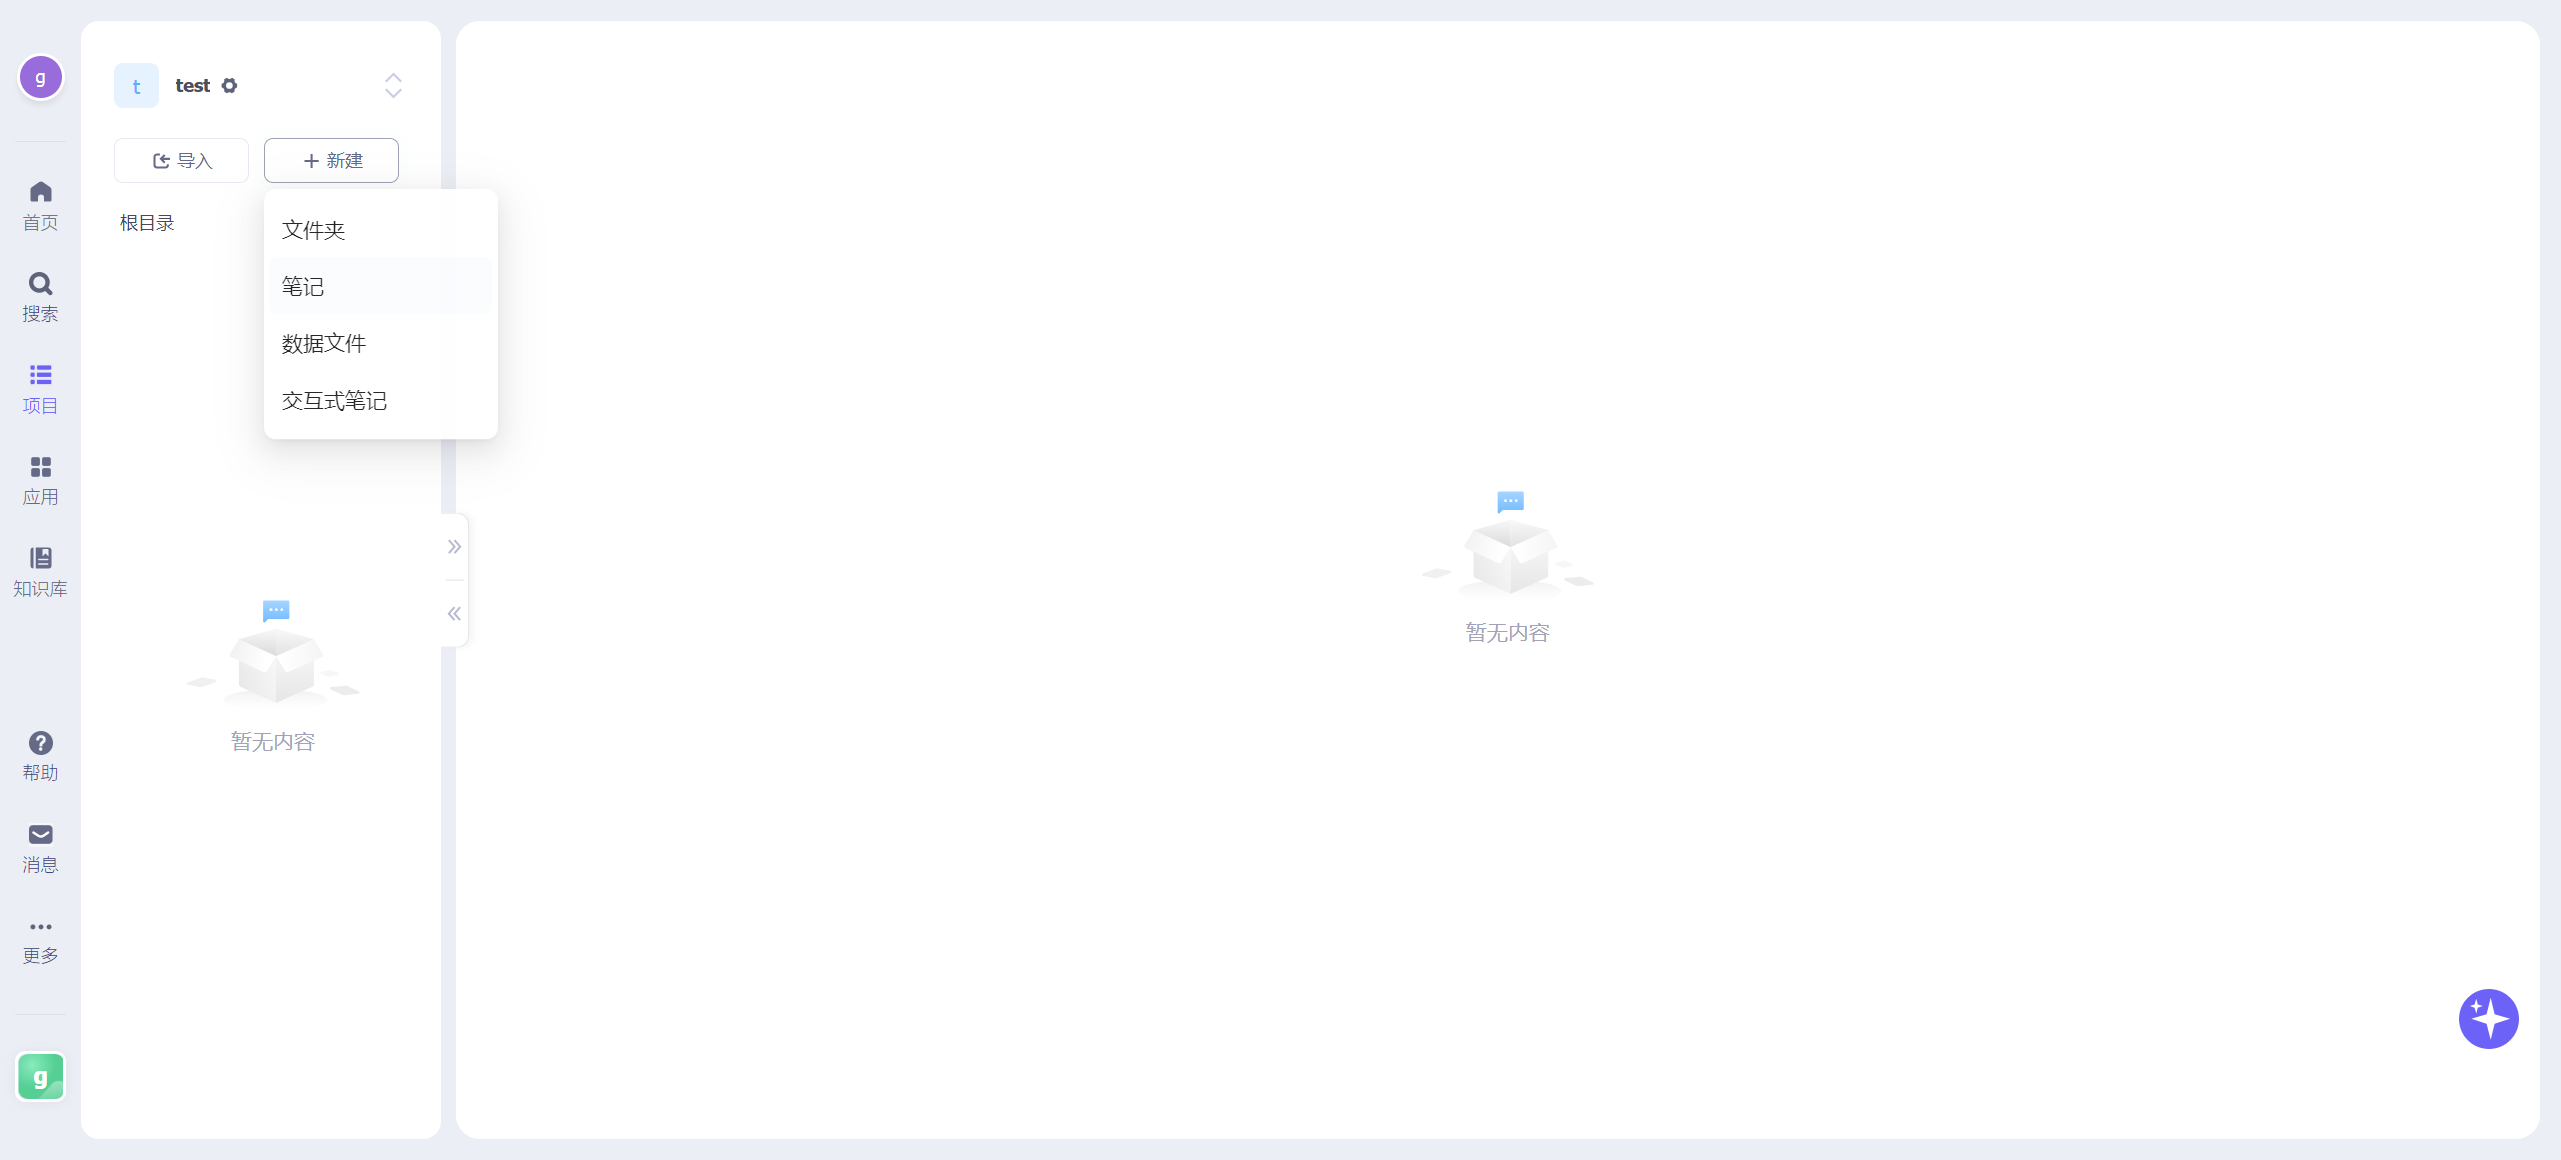 g
首页
搜索
项目
应用
知识库
帮助
消息
更多
g
t test
导入 新建
根目录
文件夹
笔记
数据文件
交互式笔记
暂无内容
暂无内容